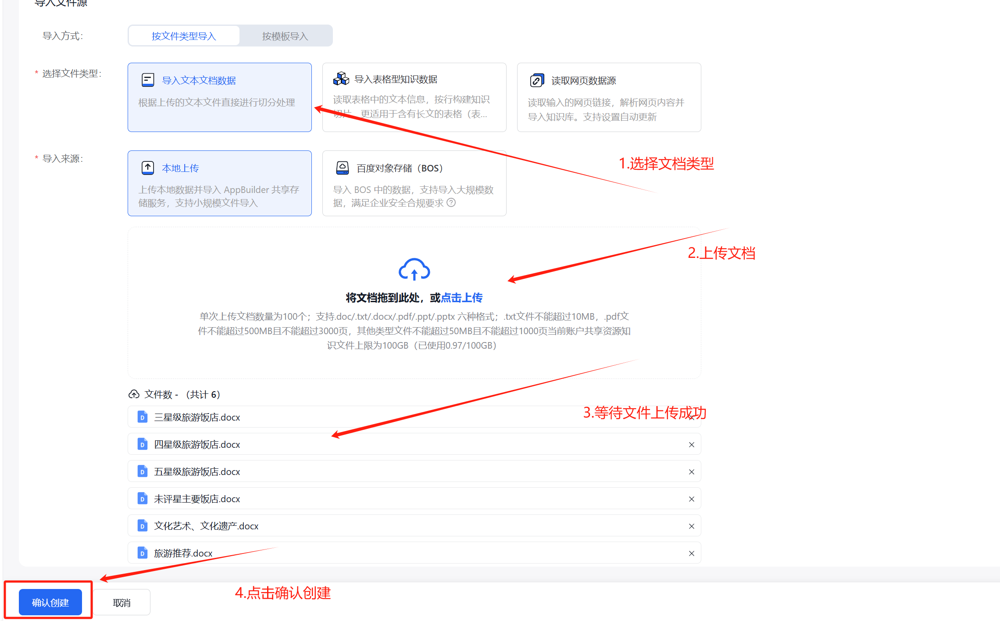 导入文件源
导入方式:
按文件类型导入
按模板导入
* 选择文件类型:
导入文本文档数据
根据上传的文本文件直接进行切分处理
导入表格型知识数据
读取表格中的文本信息，按行构建知识
切片，更适用于含有长文的表格（表...
读取网页数据源
读取输入的网页链接，解析网页内容并
导入知识库。支持设置自动更新
1.选择文档类型
* 导入来源:
本地上传
上传本地数据并导入 AppBuilder 共享存
储服务，支持小规模文件导入
百度对象存储（BOS）
导入 BOS 中的数据，支持导入大规模数
据，满足企业安全合规要求 ?
2.上传文档
将文档拖到此处，或点击上传
单次上传文档数量为100个；支持.doc/.txt/.docx/.pdf/.ppt/.pptx 六种格式；.txt文件不能超过10MB，.pdf文
件不能超过500MB且不能超过3000页，其他类型文件不能超过50MB且不能超过1000页当前账户共享资源知
识文件上限为100GB（已使用0.97/100GB）
文件数 - （共计 6）
3.等待文件上传成功
D 三星级旅游饭店.docx
D 四星级旅游饭店.docx
D 五星级旅游饭店.docx
D 未评星主要饭店.docx
D 文化艺术、文化遗产.docx
D 旅游推荐.docx
4.点击确认创建
确认创建
取消